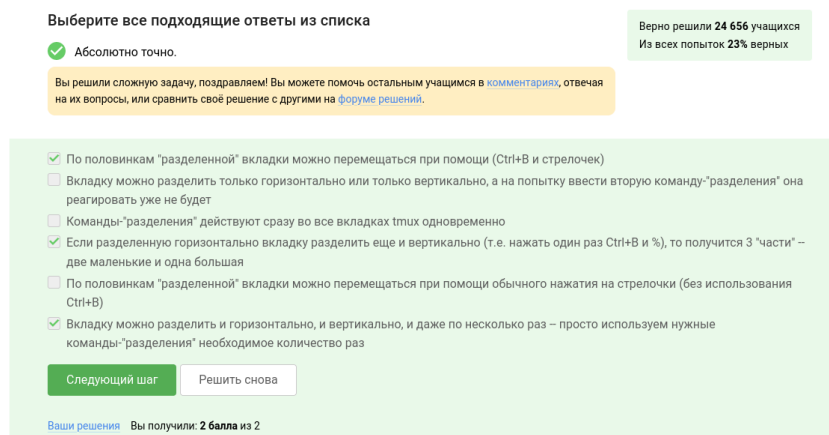 Выберите все подходящие ответы из списка
Верно решили 24 656 учащихся
Из всех попыток 23% верных
Абсолютно точно.
Вы решили сложную задачу, поздравляем! Вы можете помочь остальным учащимся в комментариях, отвечая
на их вопросы, или сравнить своё решение с другими на форуме решений.
По половинкам "разделенной" вкладки можно перемещаться при помощи (Ctrl+B и стрелочек)
Вкладку можно разделить только горизонтально или только вертикально, а на попытку ввести вторую команду-"разделения" она
реагировать уже не будет
Команды-"разделения" действуют сразу во все вкладках tmux одновременно
Если разделенную горизонтально вкладку разделить еще и вертикально (т.е. нажать один раз Ctrl+B и %), то получится 3 "части" –
две маленькие и одна большая
По половинкам "разделенной" вкладки можно перемещаться при помощи обычного нажатия на стрелочки (без использования
Ctrl+B)
Вкладку можно разделить и горизонтально, и вертикально, и даже по несколько раз – просто используем нужные
команды-"разделения" необходимое количество раз
Следующий шаг
Решить снова
Ваши решения Вы получили: 2 балла из 2